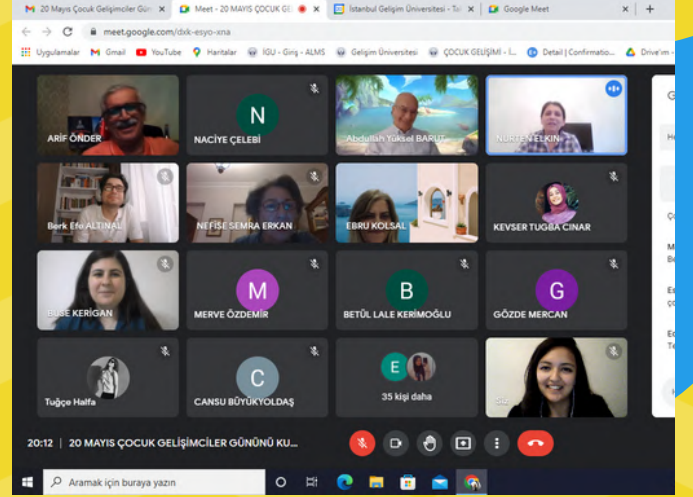 20 Mayıs Çocuk Gelişimciler Gün
Meet - 20 MAYIS ÇOCUK GE
İstanbul Gelişim Üniversitesi - Ta
Google Meet
meet.google.com/dxk-esyo-xna
Uygulamalar
Gmail
YouTube
Haritalar
IGU - Giriş - ALMS
Gelişim Üniversitesi
ÇOCUK GELİŞİMİ - İ...
Detail | Confirmatio...
Drive'ım -
ARİF ÖNDER
N
NACİYE ÇELEBİ
Abdullah Yüksel BARUT
NURTEN ELKIN
Berk Efe ALTINAL
NEFİSE SEMRA ERKAN
EBRU KOLSAL
KEVSER TUGBA CINAR
BUSE KERİGAN
M
MERVE ÖZDEMİR
B
BETÜL LALE KERİMOĞLU
G
GÖZDE MERCAN
Tuğçe Halfa
C
CANSU BÜYÜKYOLDAŞ
E
35 kişi daha
Siz
20:12 | 20 MAYIS ÇOCUK GELİŞİMCİLER GÜNÜNÜ KU...
Aramak için buraya yazın